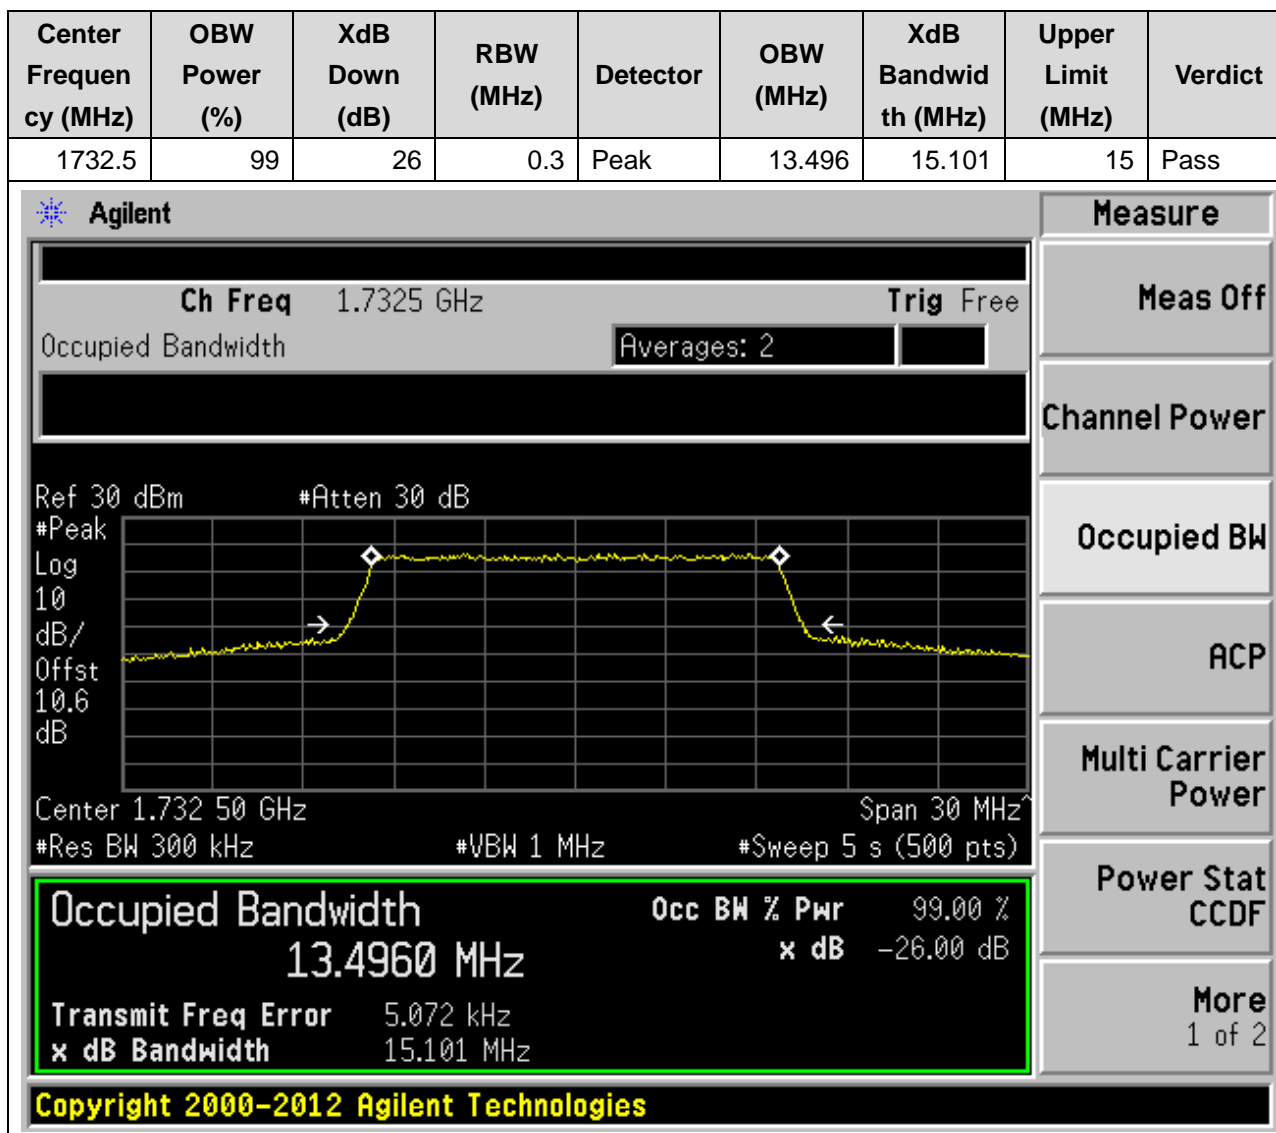 Center Frequen cy (MHz) OBW Power (%) XdB Down (dB) RBW (MHz) Detector OBW (MHz) XdB Bandwid th (MHz) Upper Limit (MHz) Verdict
1732.5 99 26 0.3 Peak 13.496 15.101 15 Pass
Agilent
Ch Freq 1.7325 GHz Trig Free
Occupied Bandwidth Averages: 2
Ref 30 dBm #Atten 30 dB
#Peak
Log
10
dB/
Offst
10.6
dB
Center 1.732 50 GHz Span 30 MHz^
#Res BW 300 kHz #VBW 1 MHz #Sweep 5 s (500 pts)
Occupied Bandwidth Occ BW % Pwr 99.00 %
13.4960 MHz x dB -26.00 dB
Transmit Freq Error 5.072 kHz
x dB Bandwidth 15.101 MHz
Copyright 2000-2012 Agilent Technologies
Measure
Meas Off
Channel Power
Occupied BW
ACP
Multi Carrier
Power
Power Stat
CCDF
More
1 of 2